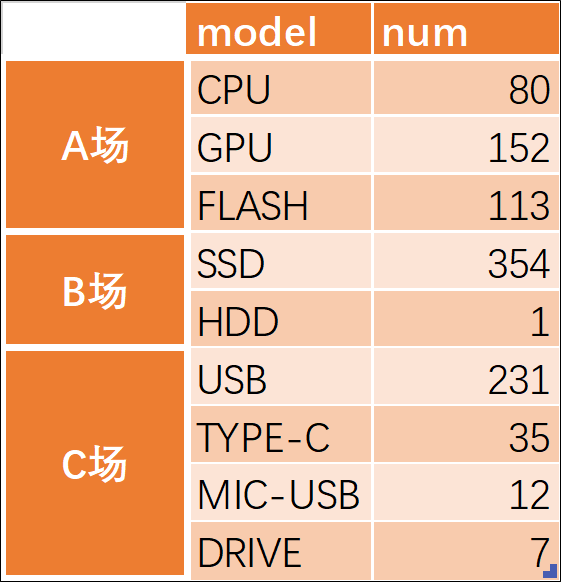 model num
A场 CPU 80
GPU 152
FLASH 113
B场 SSD 354
HDD 1
C场 USB 231
TYPE-C 35
MIC-USB 12
DRIVE 7